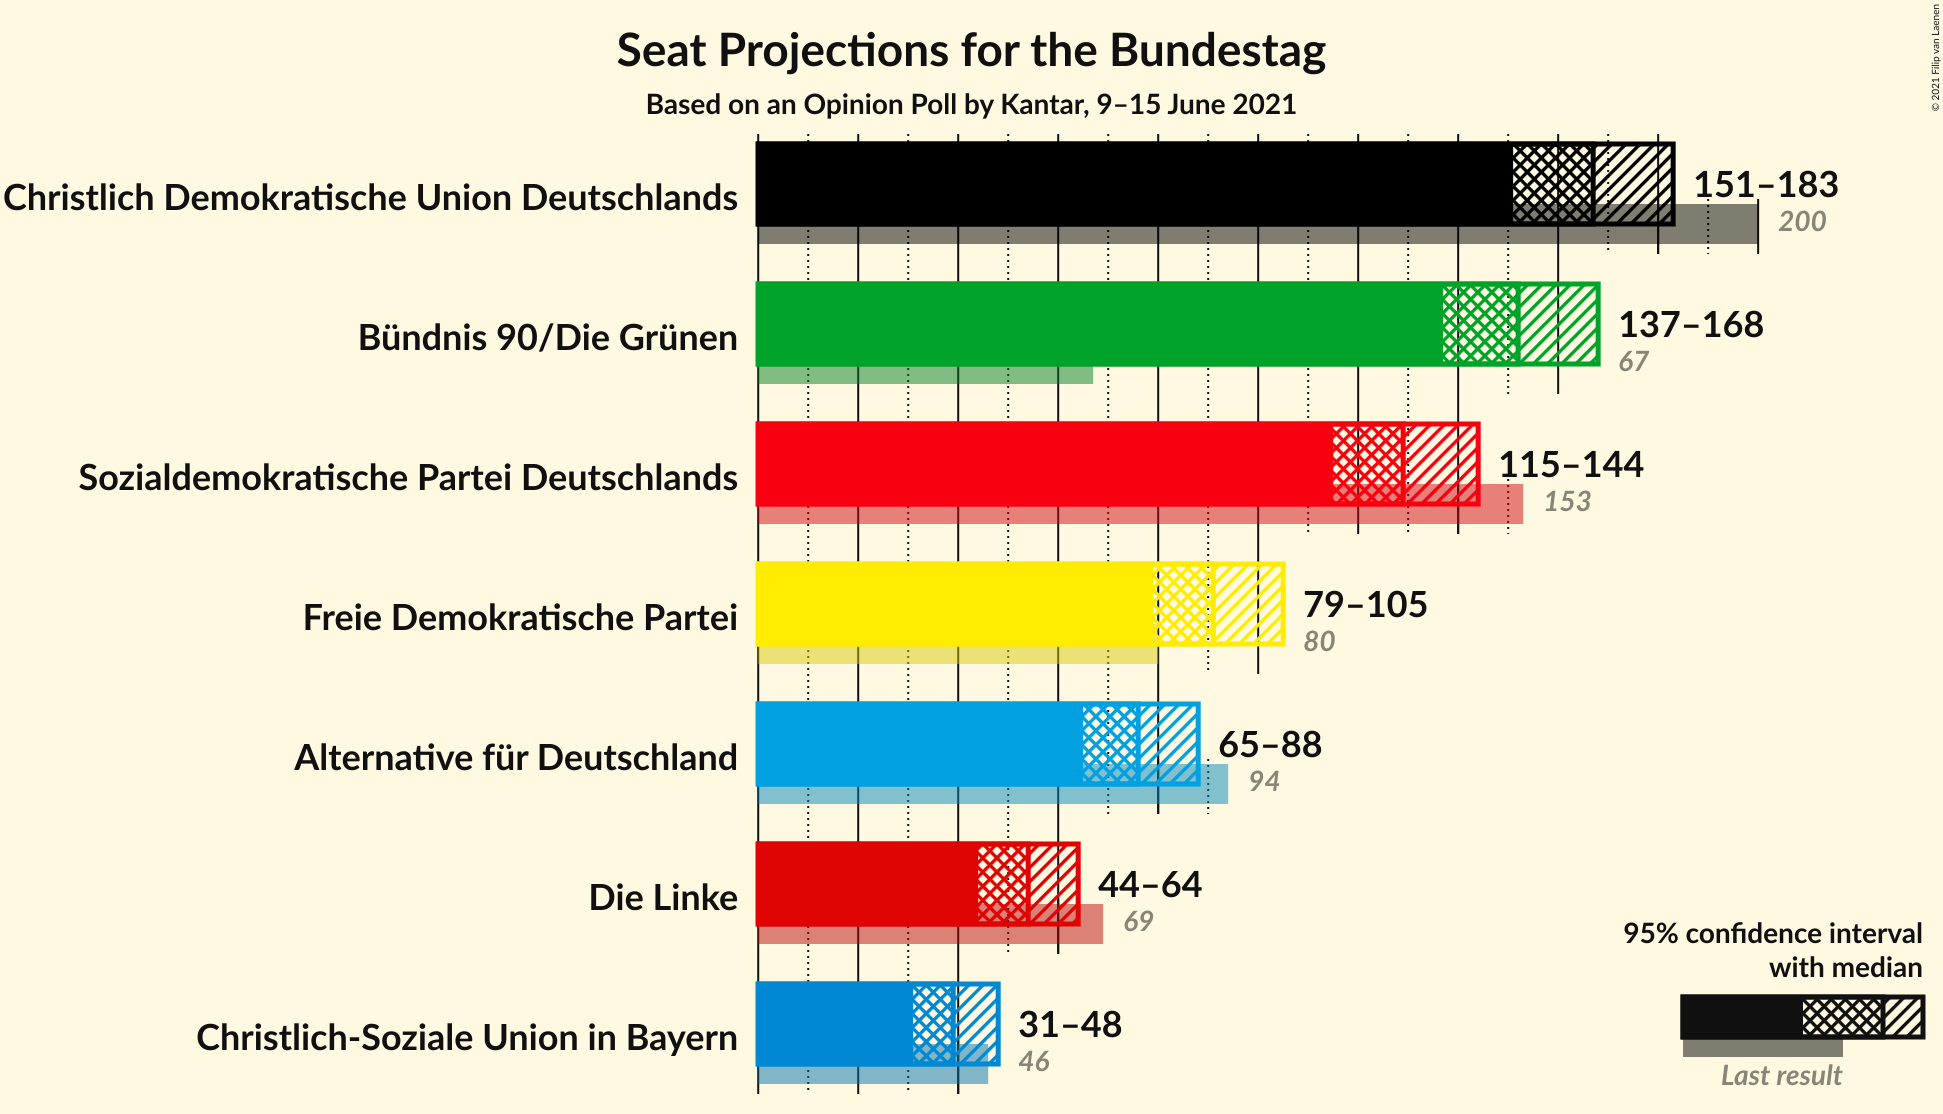 Seat Projections for the Bundestag
Based on an Opinion Poll by Kantar, 9–15 June 2021
© 2021 Filip van Laenen
Christlich Demokratische Union Deutschlands
151–183
200
Bündnis 90/Die Grünen
137–168
67
Sozialdemokratische Partei Deutschlands
115–144
153
Freie Demokratische Partei
79–105
80
Alternative für Deutschland
65–88
94
Die Linke
44–64
69
Christlich-Soziale Union in Bayern
31–48
46
95% confidence interval
with median
Last result